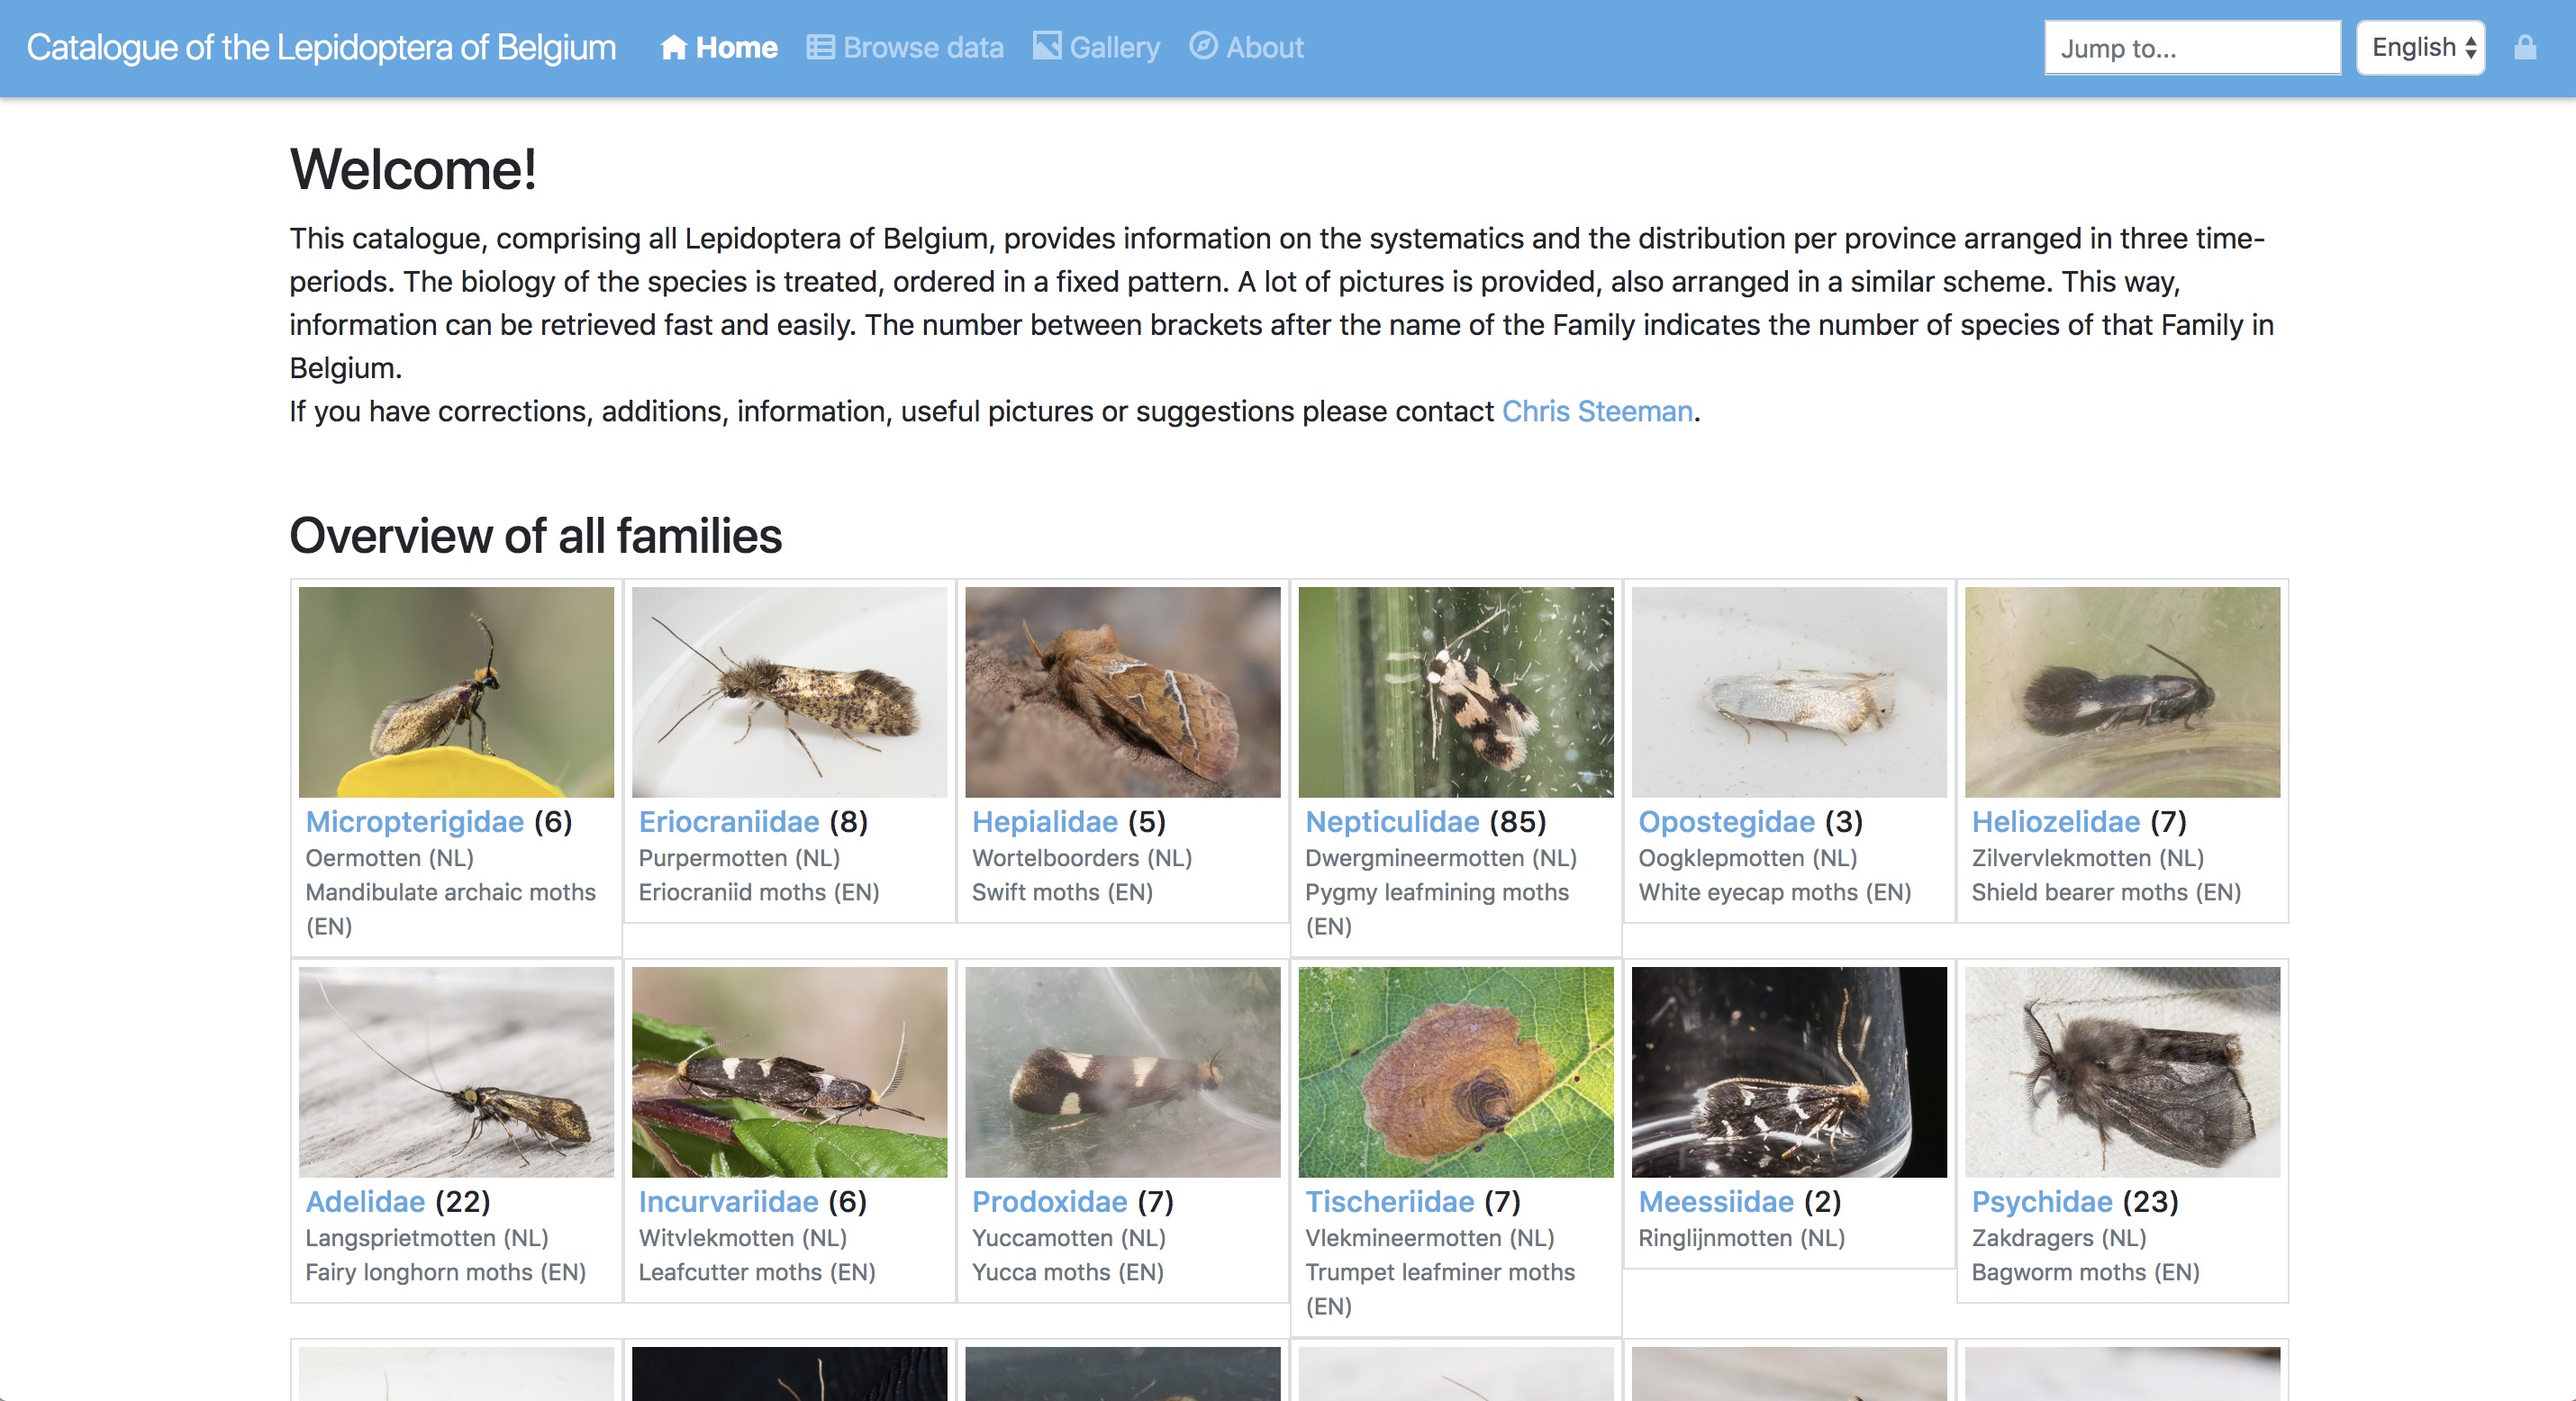 Catalogue of the Lepidoptera of Belgium Home Browse data Gallery About Jump to... English
Welcome!
This catalogue, comprising all Lepidoptera of Belgium, provides information on the systematics and the distribution per province arranged in three time-
periods. The biology of the species is treated, ordered in a fixed pattern. A lot of pictures is provided, also arranged in a similar scheme. This way,
information can be retrieved fast and easily. The number between brackets after the name of the Family indicates the number of species of that Family in
Belgium.
If you have corrections, additions, information, useful pictures or suggestions please contact Chris Steeman.
Overview of all families
Micropterigidae (6)
Oermotten (NL)
Mandibulate archaic moths
(EN)
Eriocraniidae (8)
Purpermotten (NL)
Eriocraniid moths (EN)
Hepialidae (5)
Wortelboorders (NL)
Swift moths (EN)
Nepticulidae (85)
Dwergmineermotten (NL)
Pygmy leafmining moths
(EN)
Opostegidae (3)
Oogklepmotten (NL)
White eyecap moths (EN)
Heliozelidae (7)
Zilvervlekmotten (NL)
Shield bearer moths (EN)
Adelidae (22)
Langsprietmotten (NL)
Fairy longhorn moths (EN)
Incurvariidae (6)
Witvlekmotten (NL)
Leafcutter moths (EN)
Prodoxidae (7)
Yuccamotten (NL)
Yucca moths (EN)
Tischeriidae (7)
Vlekmineermotten (NL)
Trumpet leafminer moths
(EN)
Meessiidae (2)
Ringlijnmotten (NL)
Psychidae (23)
Zakdragers (NL)
Bagworm moths (EN)